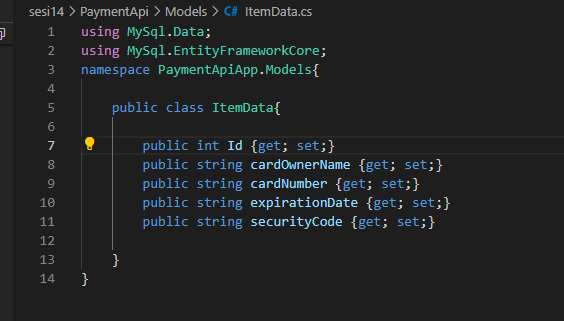 sesi14 > PaymentApi > Models > C# ItemData.cs
1 using MySql.Data;
2 using MySql.EntityFrameworkCore;
3 namespace PaymentApiApp.Models{
4
5 public class ItemData{
6
7 public int Id {get; set;}
8 public string cardOwnerName {get; set;}
9 public string cardNumber {get; set;}
10 public string expirationDate {get; set;}
11 public string securityCode {get; set;}
12
13 }
14 }